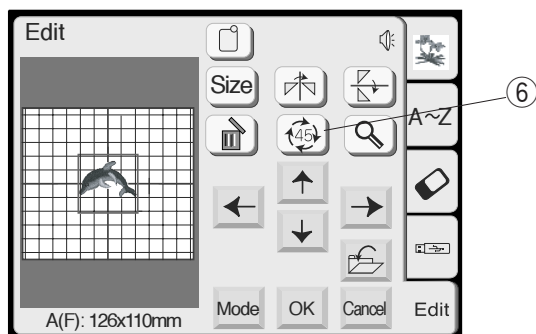 Edit
Size
45
A~Z
⑥
Mode
OK
Cancel
Edit
A(F): 126x110mm